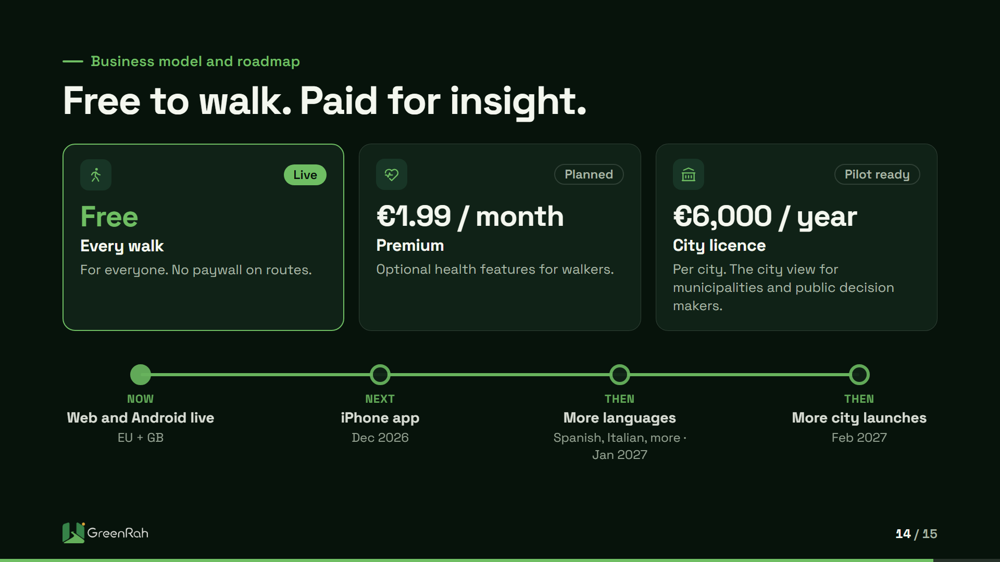 Business model and roadmap
Free to walk. Paid for insight.
Live
Free
Every walk
For everyone. No paywall on routes.
Planned
€1.99 / month
Premium
Optional health features for walkers.
Pilot ready
€6,000 / year
City licence
Per city. The city view for
municipalities and public decision
makers.
NOW
Web and Android live
EU + GB
NEXT
iPhone app
Dec 2026
THEN
More languages
Spanish, Italian, more ·
Jan 2027
THEN
More city launches
Feb 2027
GreenRah
14 / 15